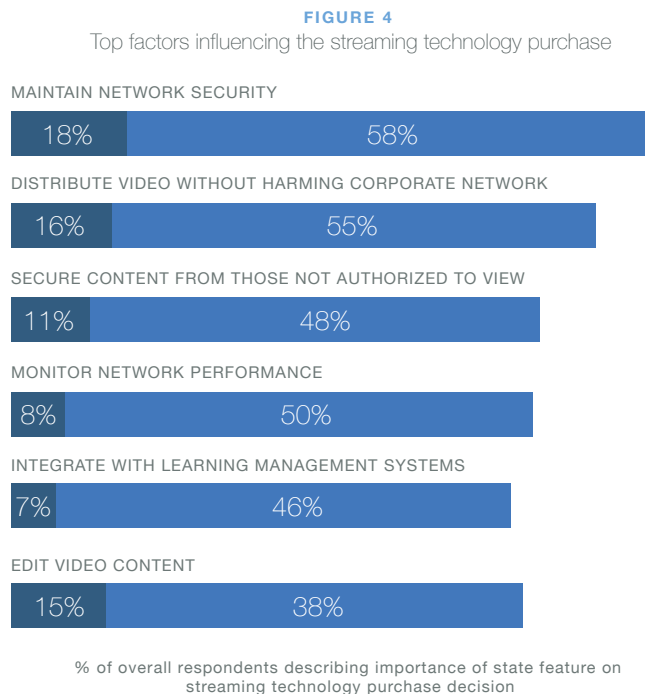 FIGURE 4
Top factors influencing the streaming technology purchase
MAINTAIN NETWORK SECURITY
18% 58%
DISTRIBUTE VIDEO WITHOUT HARMING CORPORATE NETWORK
16% 55%
SECURE CONTENT FROM THOSE NOT AUTHORIZED TO VIEW
11% 48%
MONITOR NETWORK PERFORMANCE
8% 50%
INTEGRATE WITH LEARNING MANAGEMENT SYSTEMS
7% 46%
EDIT VIDEO CONTENT
15% 38%
% of overall respondents describing importance of state feature on
streaming technology purchase decision